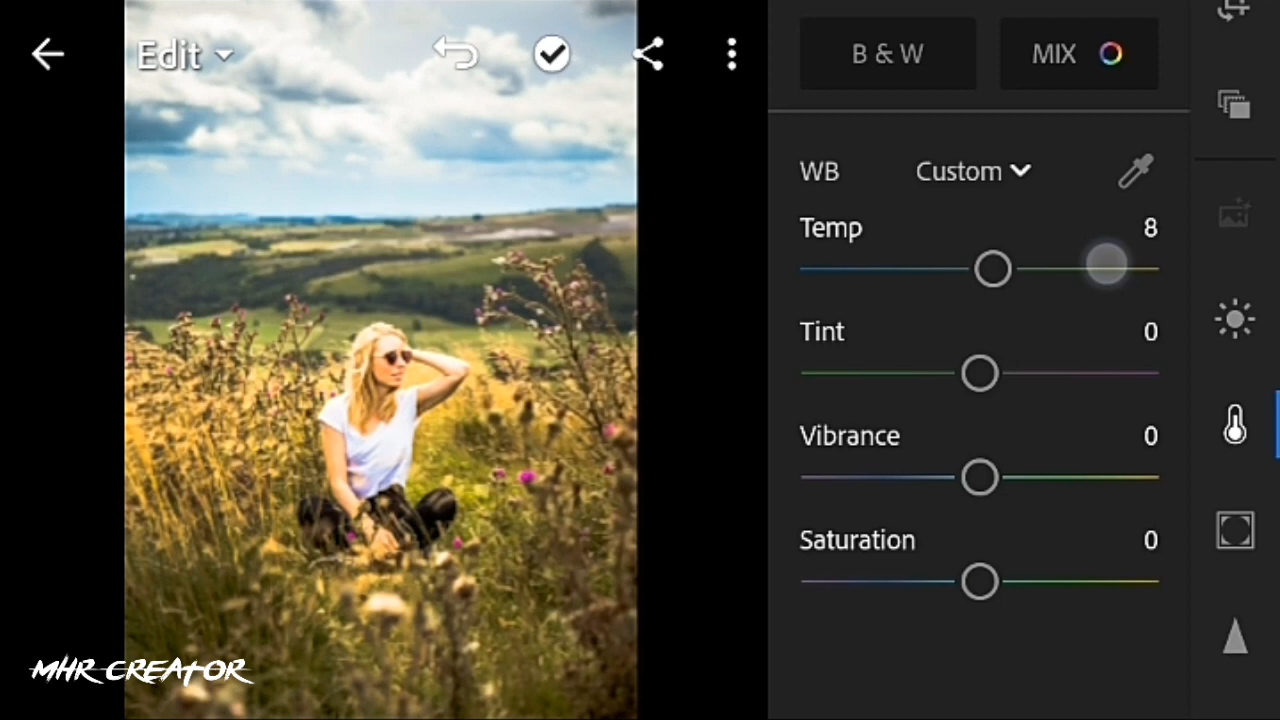 Edit
B & W
MIX
WB
Custom
Temp
8
Tint
0
Vibrance
0
Saturation
0
MHR CREATOR